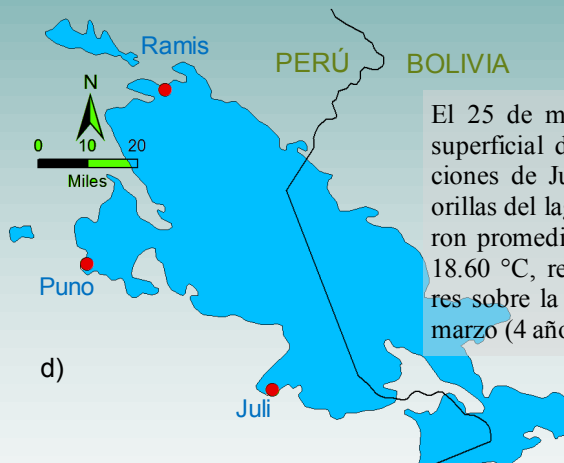 Ramis
PERÚ
BOLIVIA
N
0 10 20
Miles
El 25 de m
superficial d
ciones de Ju
orillas del lag
ron promedi
18.60 °C, re
res sobre la
marzo (4 año
Puno
d)
Juli